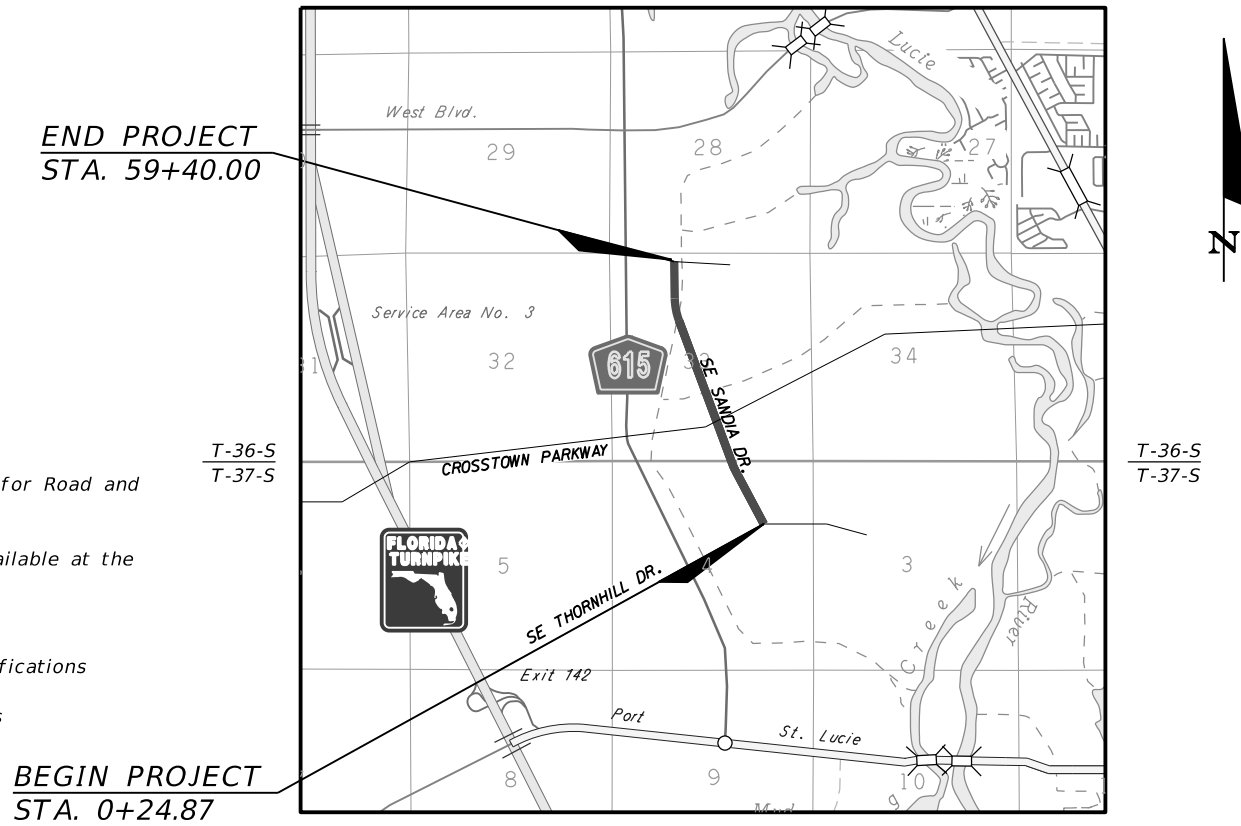 END PROJECT
STA. 59+40.00
West Blvd.
Lucie
29
28
27
Service Area No. 3
32
615
33
34
31
SE SANDIA DR.
T-36-S
T-37-S
CROSSTOWN PARKWAY
T-36-S
T-37-S
for Road and
ailable at the
FLORIDA'S
TURNPIKE
5
4
3
SE THORNHILL DR.
Creek
River
fications
s
Exit 142
Port
St. Lucie
BEGIN PROJECT
STA. 0+24.87
8
9
10
Mud
g
N